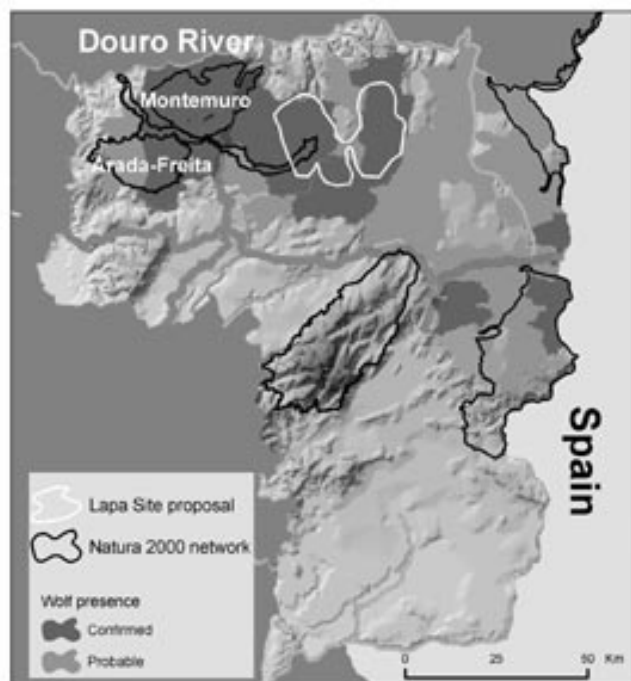 Douro River
Montemuro
Arada-Freita
Spain
Lapa Site proposal
Natura 2000 network
Wolf presence
Confirmed
Probable
0 25 50 Km